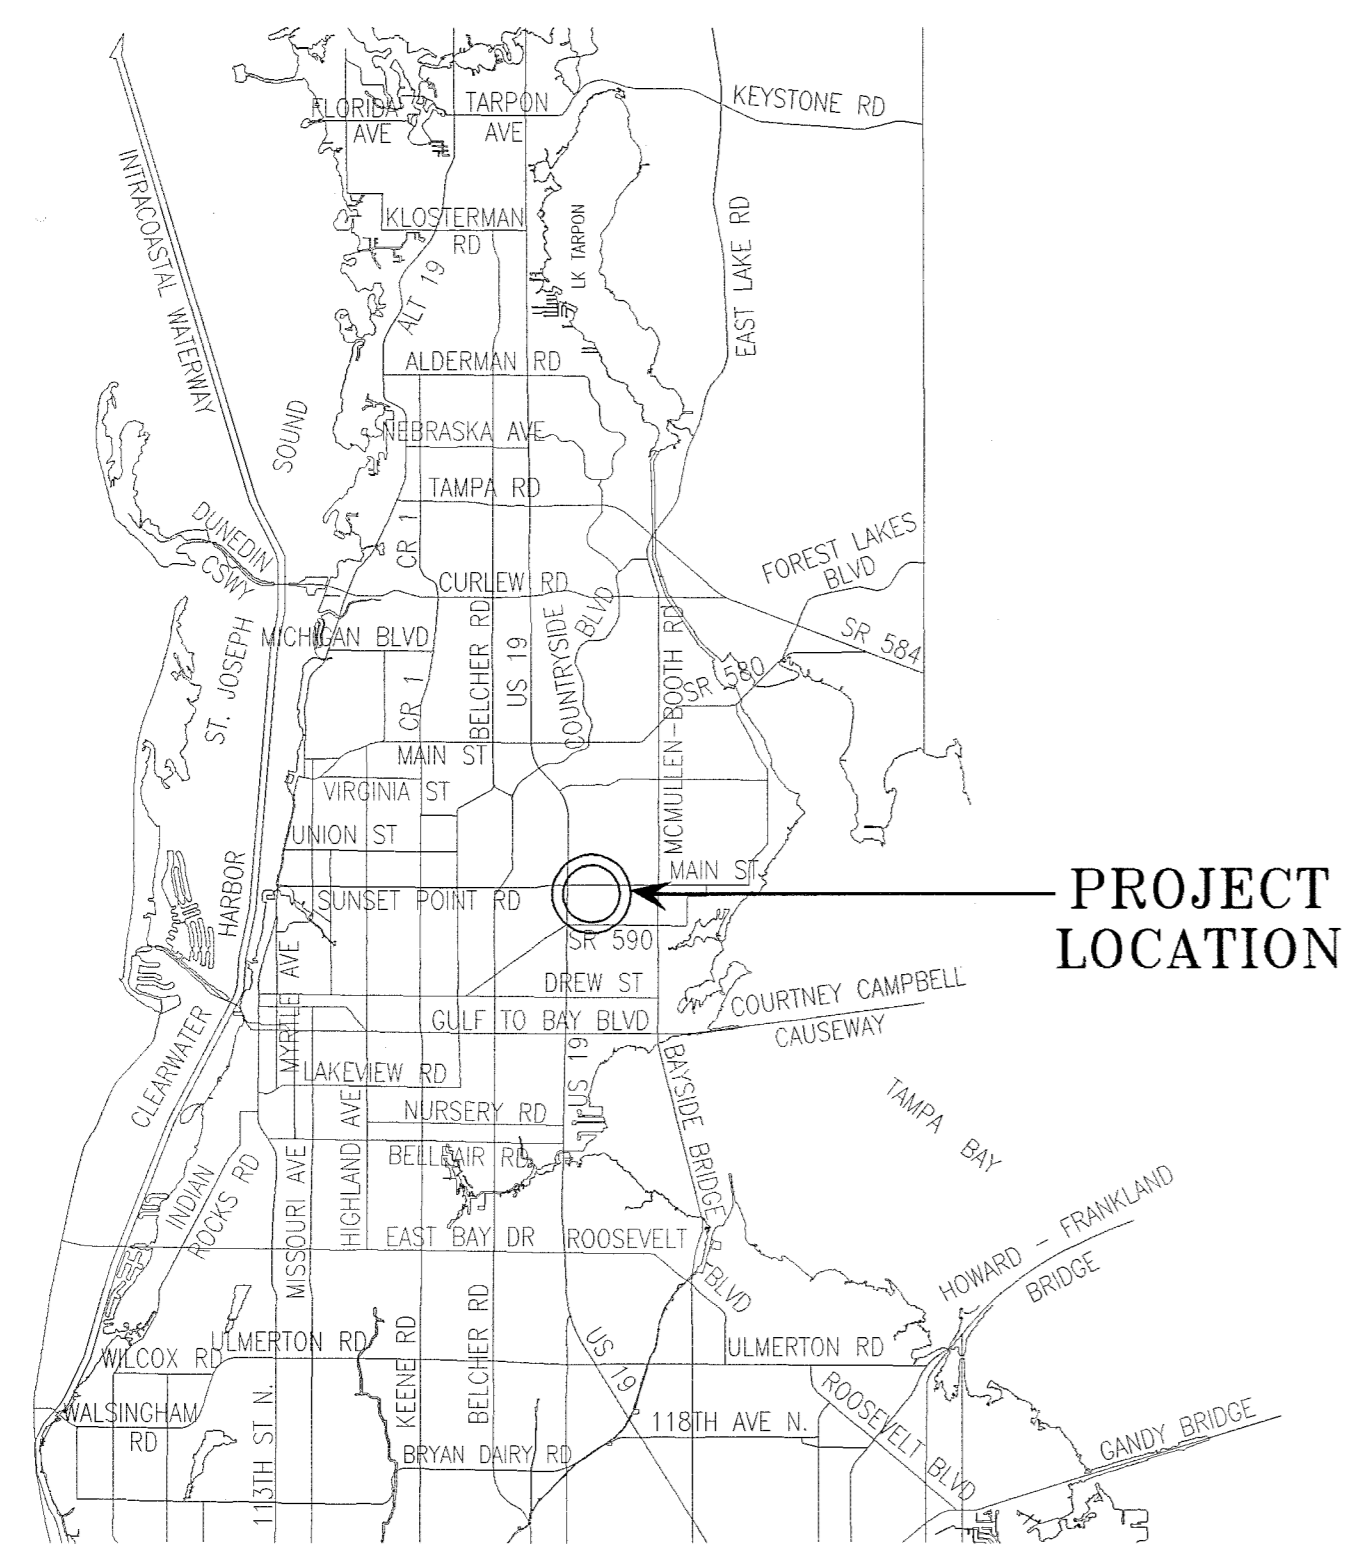 FLORIDA
AVE
TARPON
AVE
KEYSTONE RD
INTRACOASTAL WATERWAY
KLOSTERMAN
RD
LK TARPON
EAST LAKE RD
ALT 19
ALDERMAN RD
SOUND
NEBRASKA AVE
TAMPA RD
DUNEDIN
CSWY
CR 1
FOREST LAKES
BLVD
CURLEW RD
ST. JOSEPH
MICHIGAN BLVD
BELCHER RD
US 19
COUNTRYSIDE
BLVD
MCMULLEN-BOOTH RD
SR 584
SR 580
CR 1
MAIN ST
VIRGINIA ST
UNION ST
MAIN ST
HARBOR
SUNSET POINT RD
PROJECT
LOCATION
SR 590
MYRTLE AVE
DREW ST
COURTNEY CAMPBELL
CAUSEWAY
GULF TO BAY BLVD
CLEARWATER
US 19
LAKEVIEW RD
BAYSIDE BRIDGE
TAMPA BAY
NURSERY RD
HIGHLAND AVE
BELLEAIR RD
INDIAN
ROCKS RD
MISSOURI AVE
EAST BAY DR
ROOSEVELT
BLVD
HOWARD - FRANKLAND
BRIDGE
ULMERTON RD
WILCOX RD
KEENE RD
BELCHER RD
US 19
ULMERTON RD
WALSINGHAM
RD
113TH ST N.
118TH AVE N.
ROOSEVELT BLVD
GANDY BRIDGE
BRYAN DAIRY RD